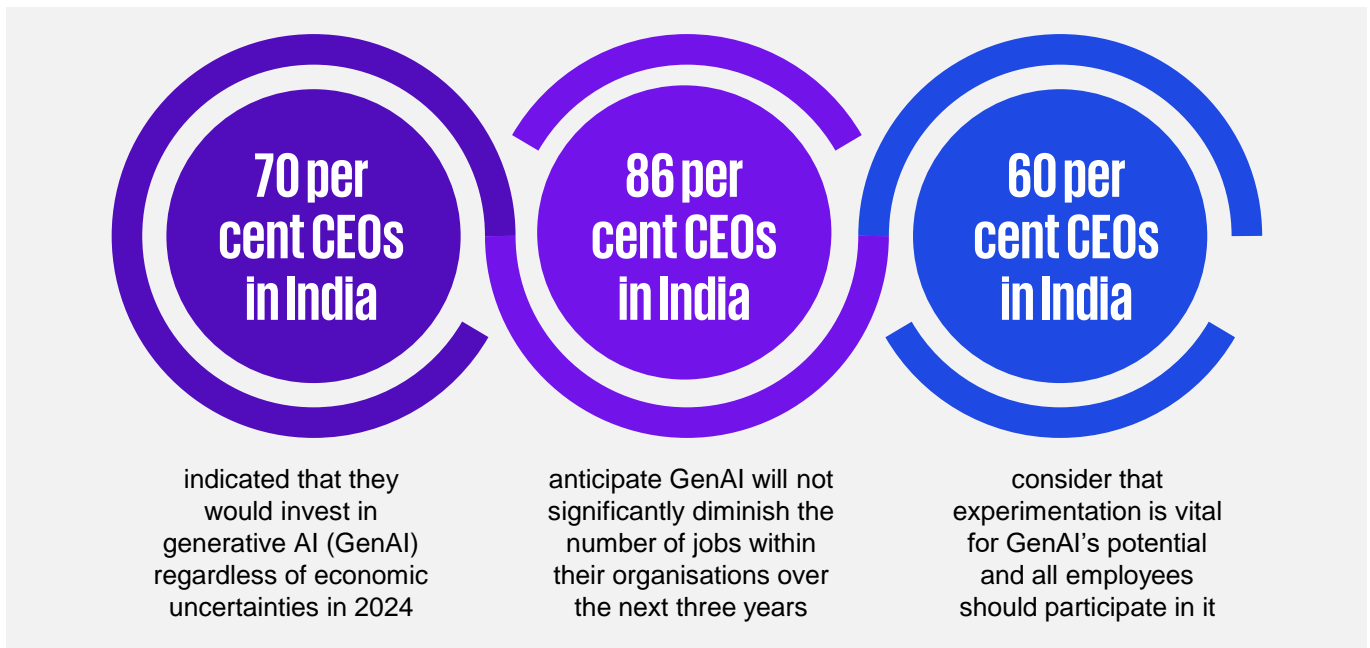 70 per
cent CEOs
in India
indicated that they
would invest in
generative AI (GenAI)
regardless of economic
uncertainties in 2024
86 per
cent CEOs
in India
anticipate GenAI will not
significantly diminish the
number of jobs within
their organisations over
the next three years
60 per
cent CEOs
in India
consider that
experimentation is vital
for GenAI’s potential
and all employees
should participate in it